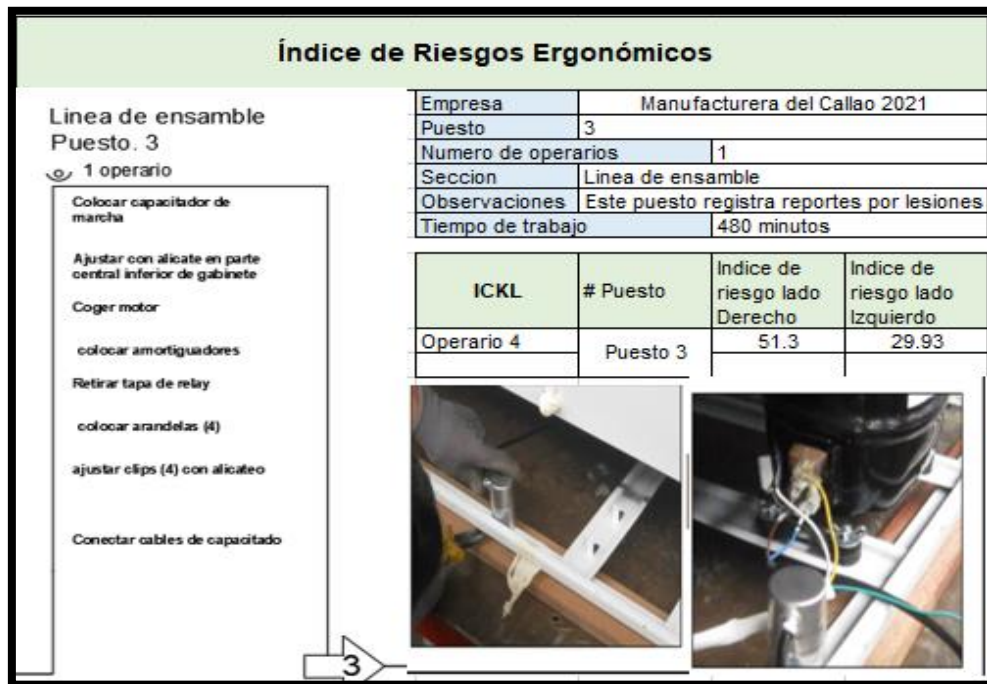 Índice de Riesgos Ergonómicos
Linea de ensamble
Puesto. 3
1 operario
Colocar capacitador de
marcha
Ajustar con alicate en parte
central inferior de gabinete
Coger motor
colocar amortiguadores
Retirar tapa de relay
colocar arandelas (4)
ajustar clips (4) con alicateo
Conectar cables de capacitado
3
Empresa Manufacturera del Callao 2021
Puesto 3
Numero de operarios 1
Seccion Linea de ensamble
Observaciones Este puesto registra reportes por lesiones
Tiempo de trabajo 480 minutos
ICKL # Puesto Indice de riesgo lado Derecho Indice de riesgo lado Izquierdo
Operario 4 Puesto 3 51.3 29.93